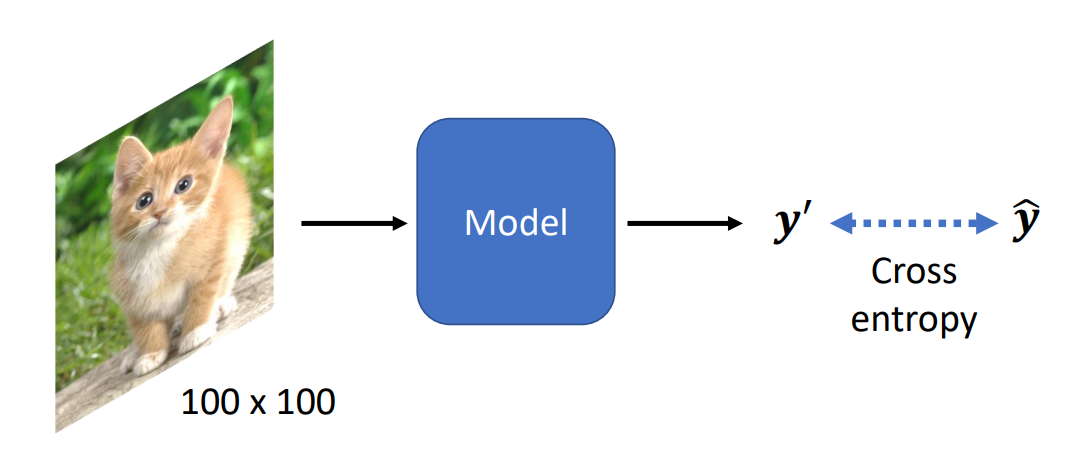 Model
y′
ŷ
Cross
entropy
100 x 100